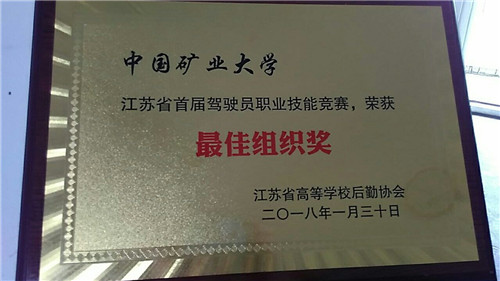 中国矿业大学
江苏省首届驾驶员职业技能竞赛，荣获
最佳组织奖
江苏省高等学校后勤协会
二〇一八年一月三十日